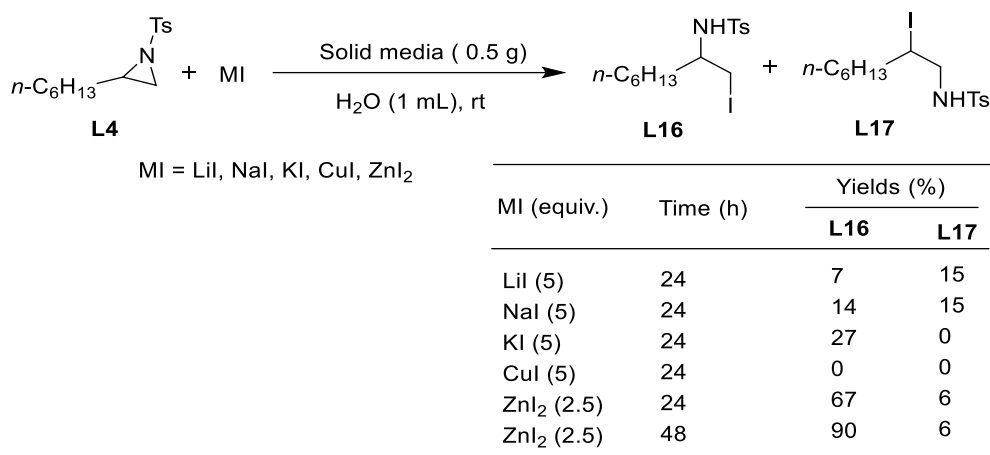 Ts
N
n-C6H13
L4
+
MI
Solid media ( 0.5 g)
H2O (1 mL), rt
NHTs
n-C6H13
I
L16
+
I
n-C6H13
NHTs
L17
MI = LiI, NaI, KI, CuI, ZnI2
MI (equiv.) Time (h) Yields (%)
L16 L17
LiI (5) 24 7 15
NaI (5) 24 14 15
KI (5) 24 27 0
CuI (5) 24 0 0
ZnI2 (2.5) 24 67 6
ZnI2 (2.5) 48 90 6